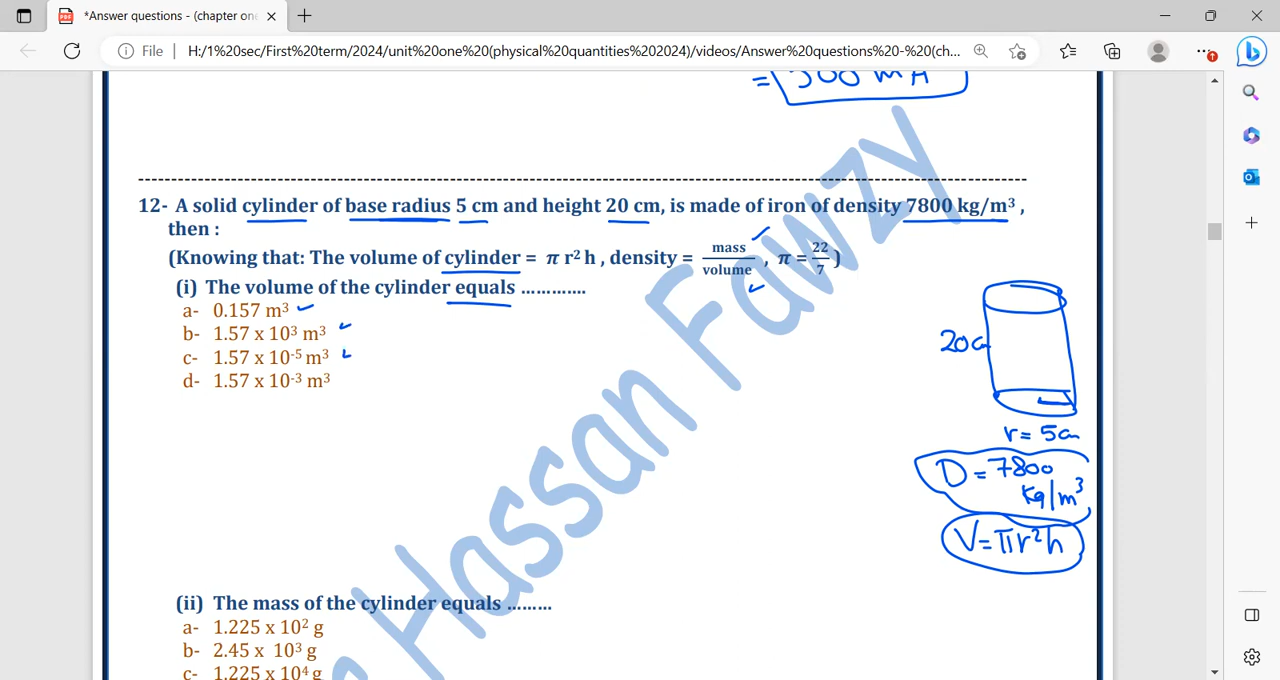 *Answer questions - (chapter one
File
H:/1%20sec/First%20term/2024/unit%20one%20(physical%20quantities%202024)/videos/Answer%20questions%20-%20(ch...
= 300 mA
12- A solid cylinder of base radius 5 cm and height 20 cm, is made of iron of density 7800 kg/m³ ,
then :
(Knowing that: The volume of cylinder = π r² h , density = mass/volume , π = 22/7)
(i) The volume of the cylinder equals ………….
a- 0.157 m³
b- 1.57 x 10³ m³
c- 1.57 x 10⁻⁵ m³
d- 1.57 x 10⁻³ m³
20cm
r = 5cm
D = 7800
Kg/m³
V=πr²h
(ii) The mass of the cylinder equals ………
a- 1.225 x 10² g
b- 2.45 x 10³ g
c- 1.225 x 10⁴ g
Hassan Fawzy